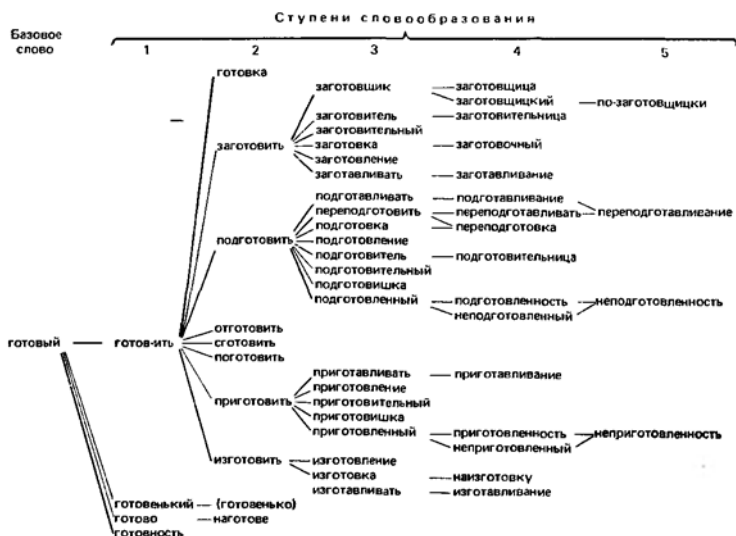 Ступени словообразования
Базовое слово 1 2 3 4 5
готовка
заготовщик — заготовщица
заготовщицкий — по-заготовщицки
заготовитель — заготовительница
заготовительный
заготовить заготовка — заготовочный
заготовление
заготавливать — заготавливание
подготавливать — подготавливание
переподготовить — переподготавливать — переподготавливание
подготовка переподготовка
подготовить подготовление
подготовитель — подготовительница
подготовительный
подготовишка
подготовленный — подготовленность — неподготовленность
неподготовленный
отготовить
готовый — готов-ить сготовить
поготовить
приготавливать — приготавливание
приготовление
приготовить приготовительный
приготовишка
приготовленный — приготовленность — неприготовленность
неприготовленный
изготовить — изготовление
изготовка — наизготовку
изготавливать — изготавливание
готовенький — (готовенько)
готово — наготове
готовность